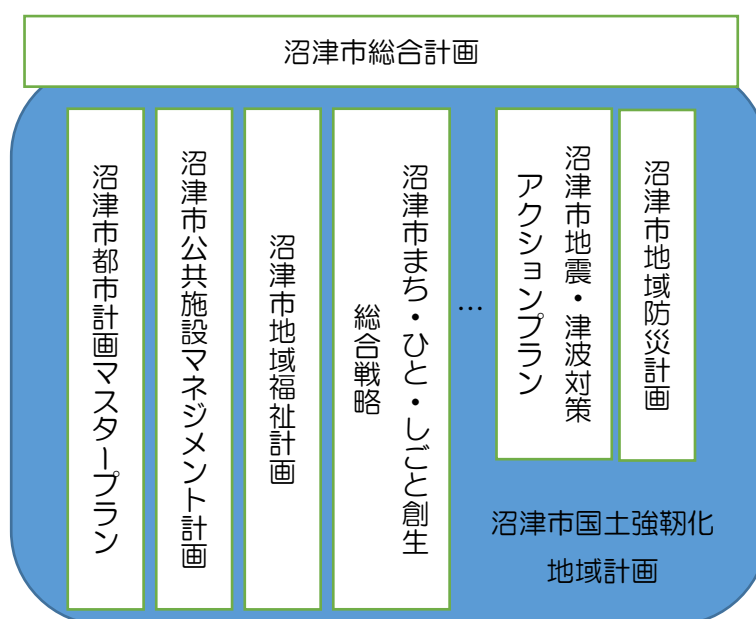 沼津市総合計画
沼津市都市計画マスタープラン
沼津市公共施設マネジメント計画
沼津市地域福祉計画
沼津市まち・ひと・しごと創生
総合戦略
…
沼津市地震・津波対策
アクションプラン
沼津市地域防災計画
沼津市国土強靭化
地域計画